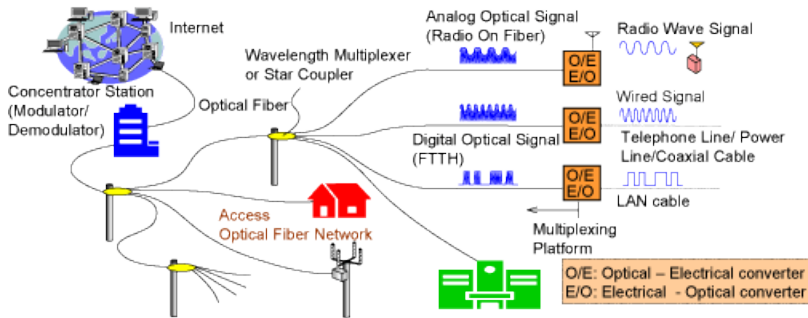 Internet
Concentrator Station
(Modulator/
Demodulator)
Optical Fiber
Wavelength Multiplexer
or Star Coupler
Analog Optical Signal
(Radio On Fiber)
O/E
E/O
Radio Wave Signal
Digital Optical Signal
(FTTH)
O/E
E/O
Wired Signal
Telephone Line/ Power
Line/Coaxial Cable
O/E
E/O
LAN cable
Multiplexing
Platform
Access
Optical Fiber Network
O/E: Optical – Electrical converter
E/O: Electrical - Optical converter